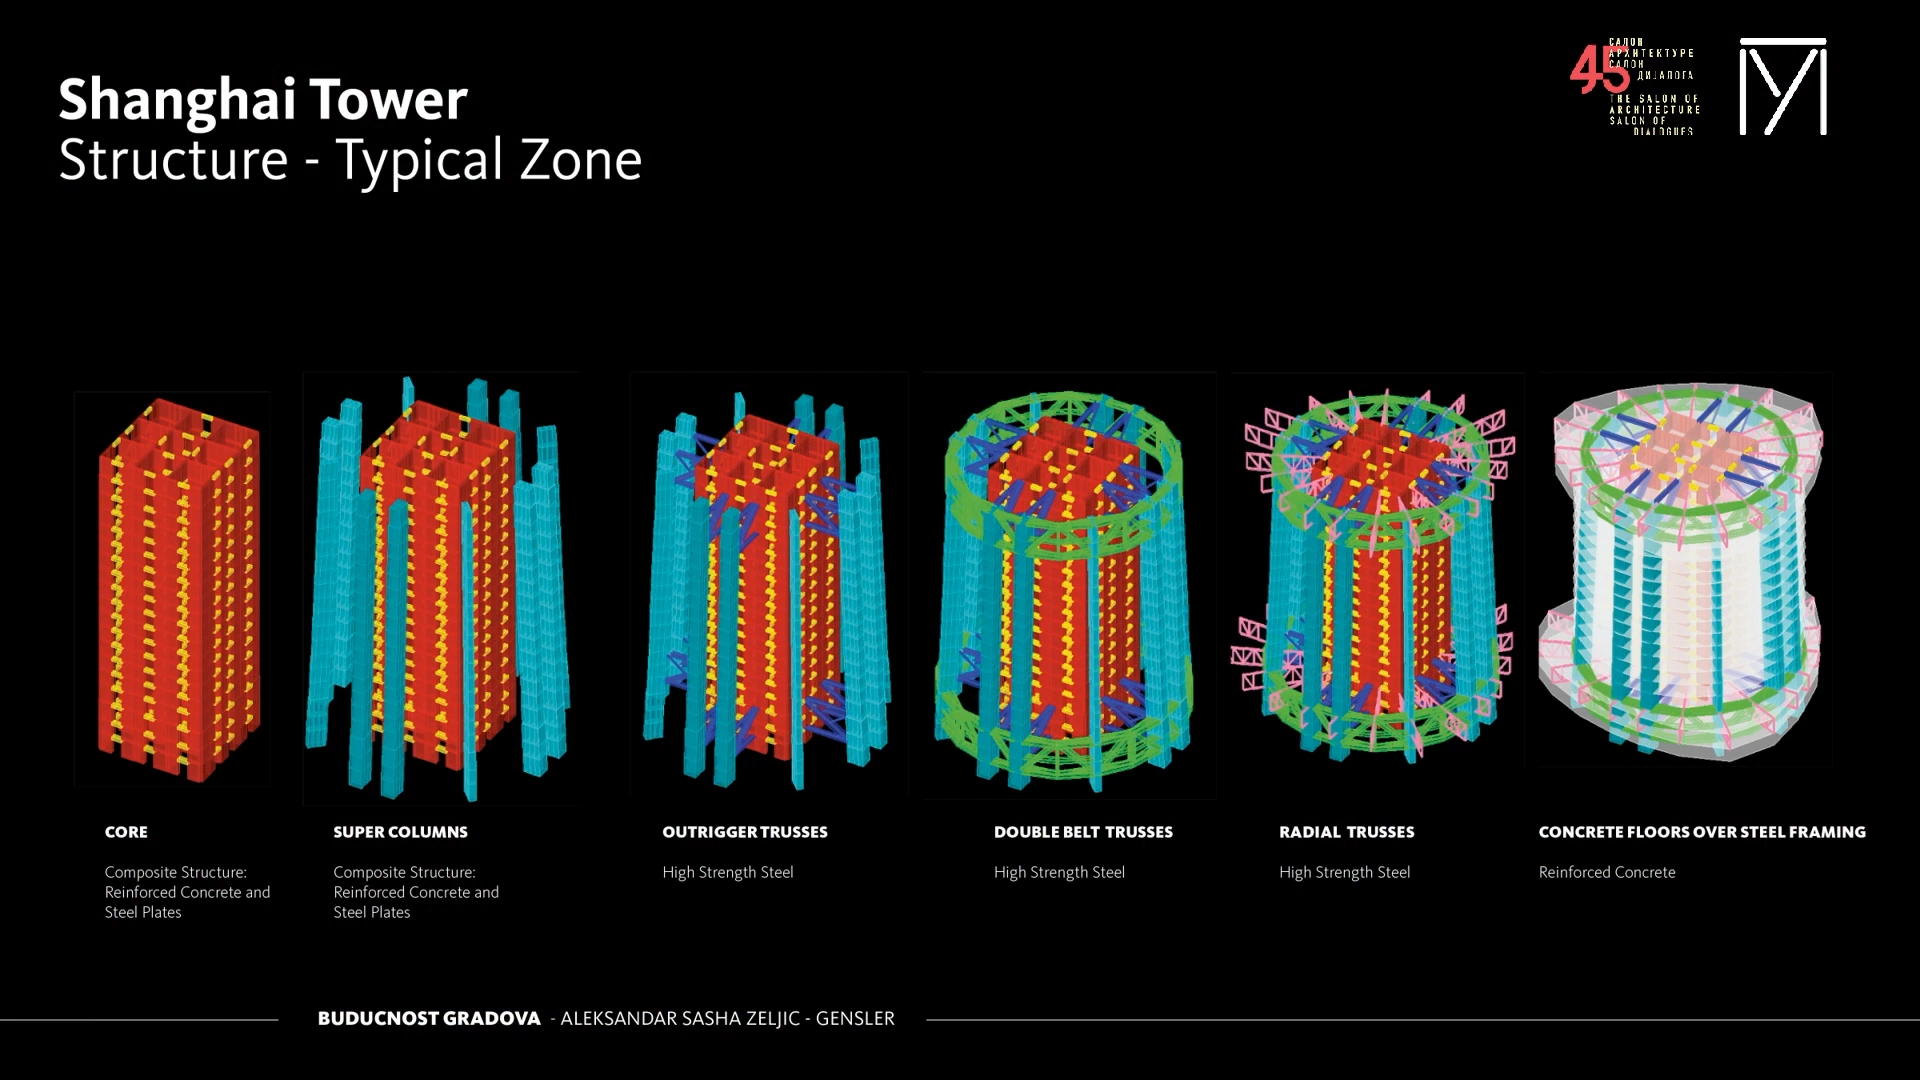 Shanghai Tower
Structure - Typical Zone
45
САЛОН
АРХИТЕКТУРЕ
САЛОН
ДИЈАЛОГА
THE SALON OF
ARCHITECTURE
SALON OF
DIALOGUES
CORE
Composite Structure:
Reinforced Concrete and
Steel Plates
SUPER COLUMNS
Composite Structure:
Reinforced Concrete and
Steel Plates
OUTRIGGER TRUSSES
High Strength Steel
DOUBLE BELT TRUSSES
High Strength Steel
RADIAL TRUSSES
High Strength Steel
CONCRETE FLOORS OVER STEEL FRAMING
Reinforced Concrete
BUDUCNOST GRADOVA - ALEKSANDAR SASHA ZELJIC - GENSLER